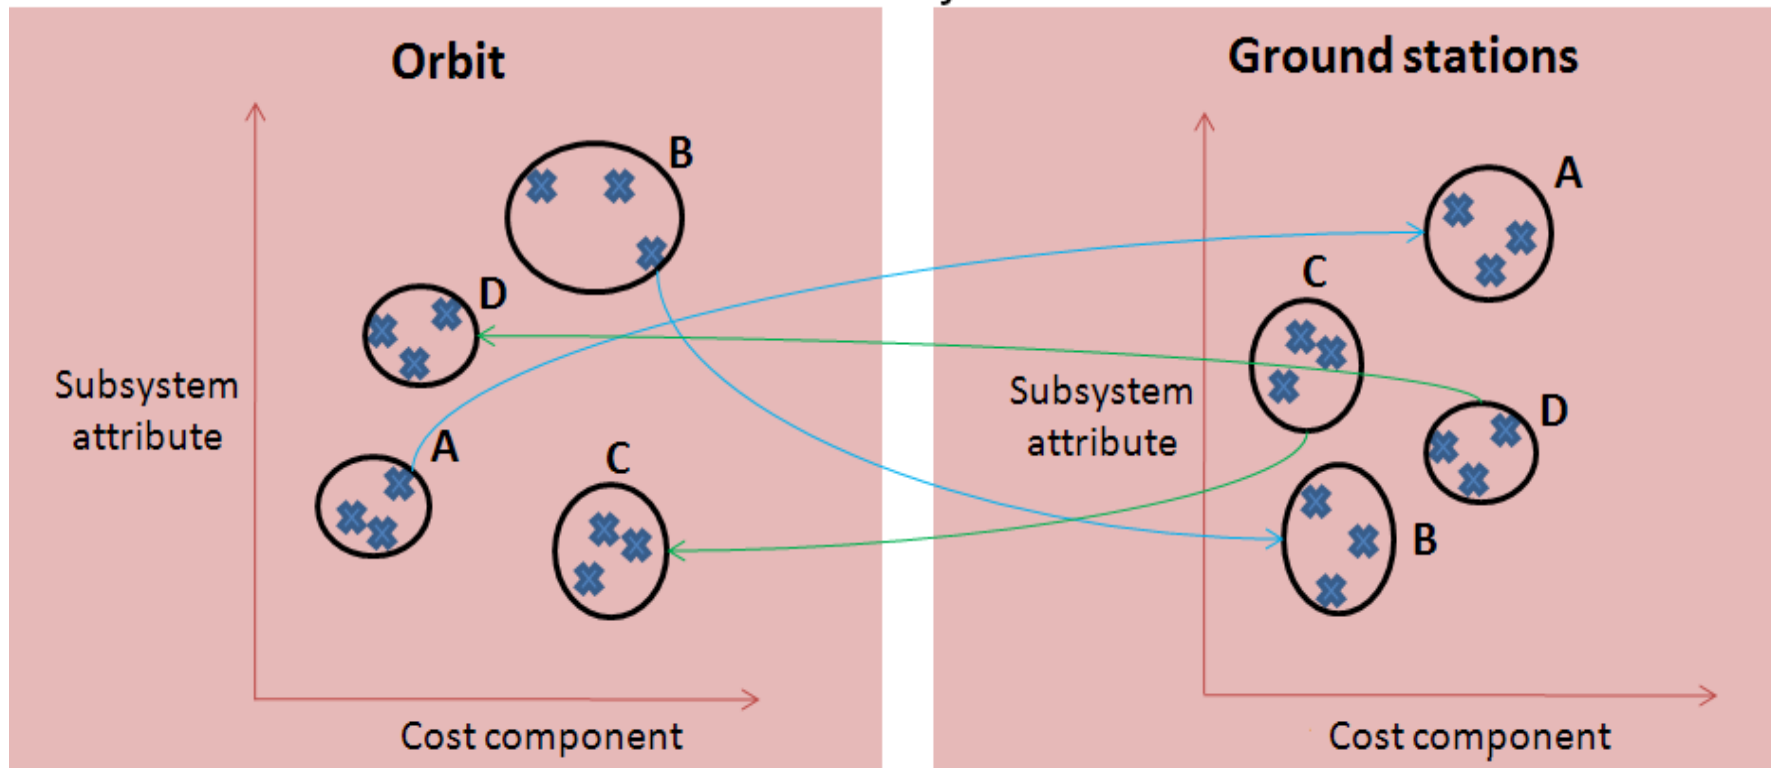 Orbit
B
D
Subsystem
attribute
A
C
Cost component
Ground stations
A
C
Subsystem
attribute
D
B
Cost component